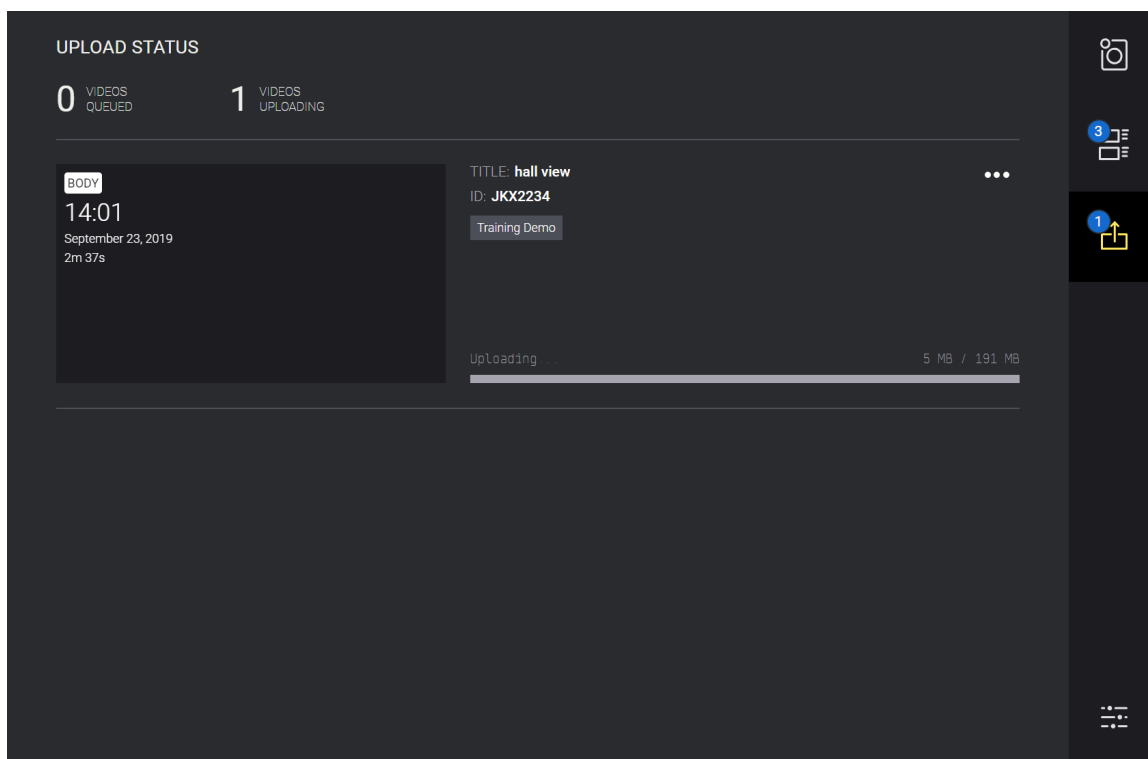 UPLOAD STATUS
0 VIDEOS QUEUED
1 VIDEOS UPLOADING
3
BODY
14:01
September 23, 2019
2m 37s
TITLE: hall view
ID: JKX2234
Training Demo
1
Uploading...
5 MB / 191 MB